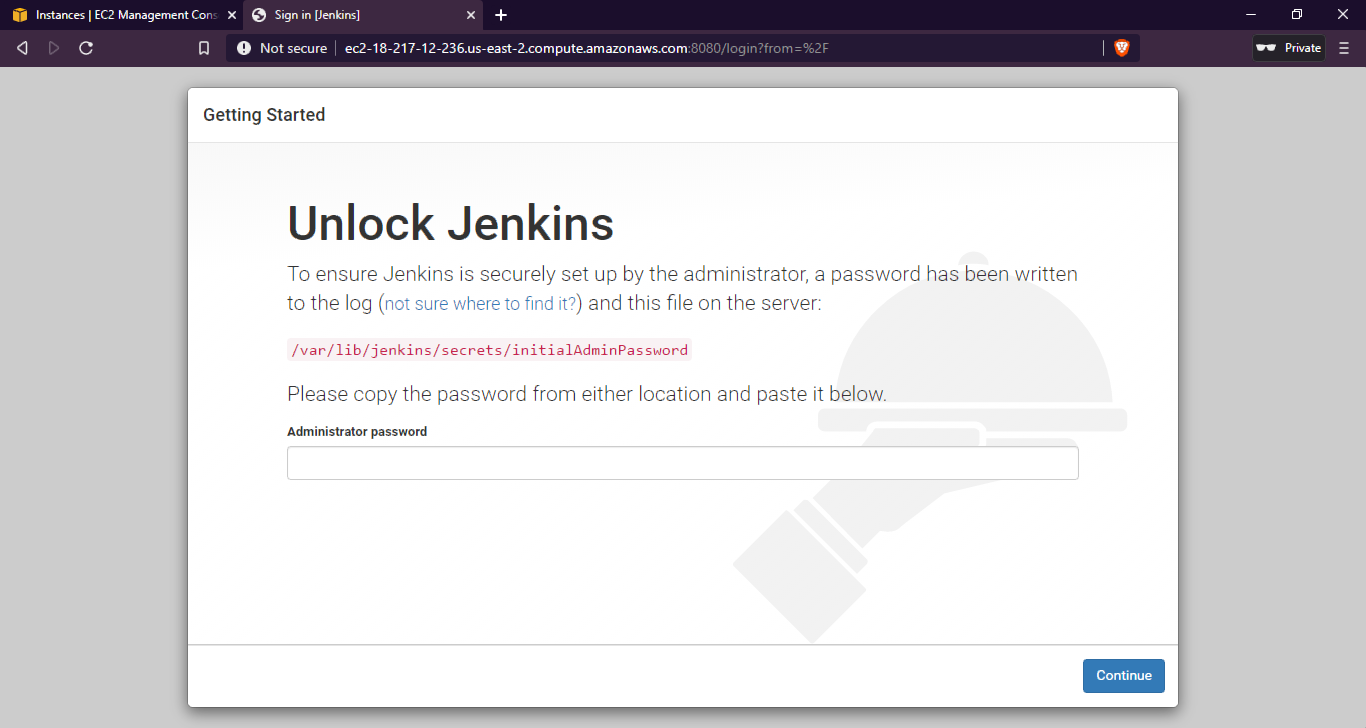 Instances | EC2 Management Cons
Sign in [Jenkins]
Not secure
ec2-18-217-12-236.us-east-2.compute.amazonaws.com:8080/login?from=%2F
Private
Getting Started
Unlock Jenkins
To ensure Jenkins is securely set up by the administrator, a password has been written
to the log (not sure where to find it?) and this file on the server:
/var/lib/jenkins/secrets/initialAdminPassword
Please copy the password from either location and paste it below.
Administrator password
Continue